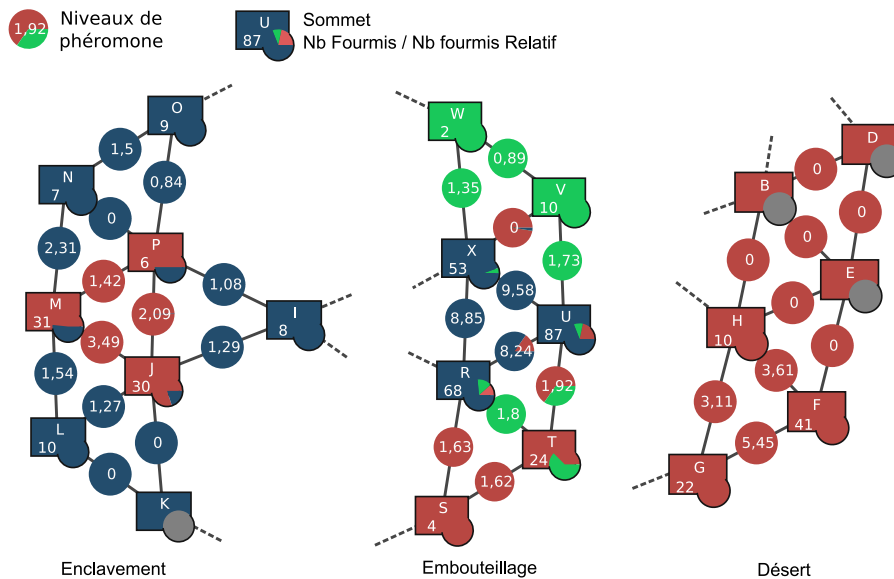 1,92
Niveaux de
phéromone
U
87
Sommet
Nb Fourmis / Nb fourmis Relatif
O
9
1,5
N
7
0,84
0
2,31
P
6
1,42
1,08
M
31
2,09
I
8
3,49
1,29
1,54
J
30
1,27
L
10
0
0
K
Enclavement
W
2
0,89
1,35
V
10
0
X
53
1,73
9,58
8,85
U
87
8,24
R
68
1,92
1,8
1,63
T
24
1,62
S
4
Embouteillage
D
0
B
0
0
0
E
0
H
10
0
3,61
3,11
F
41
5,45
G
22
Désert